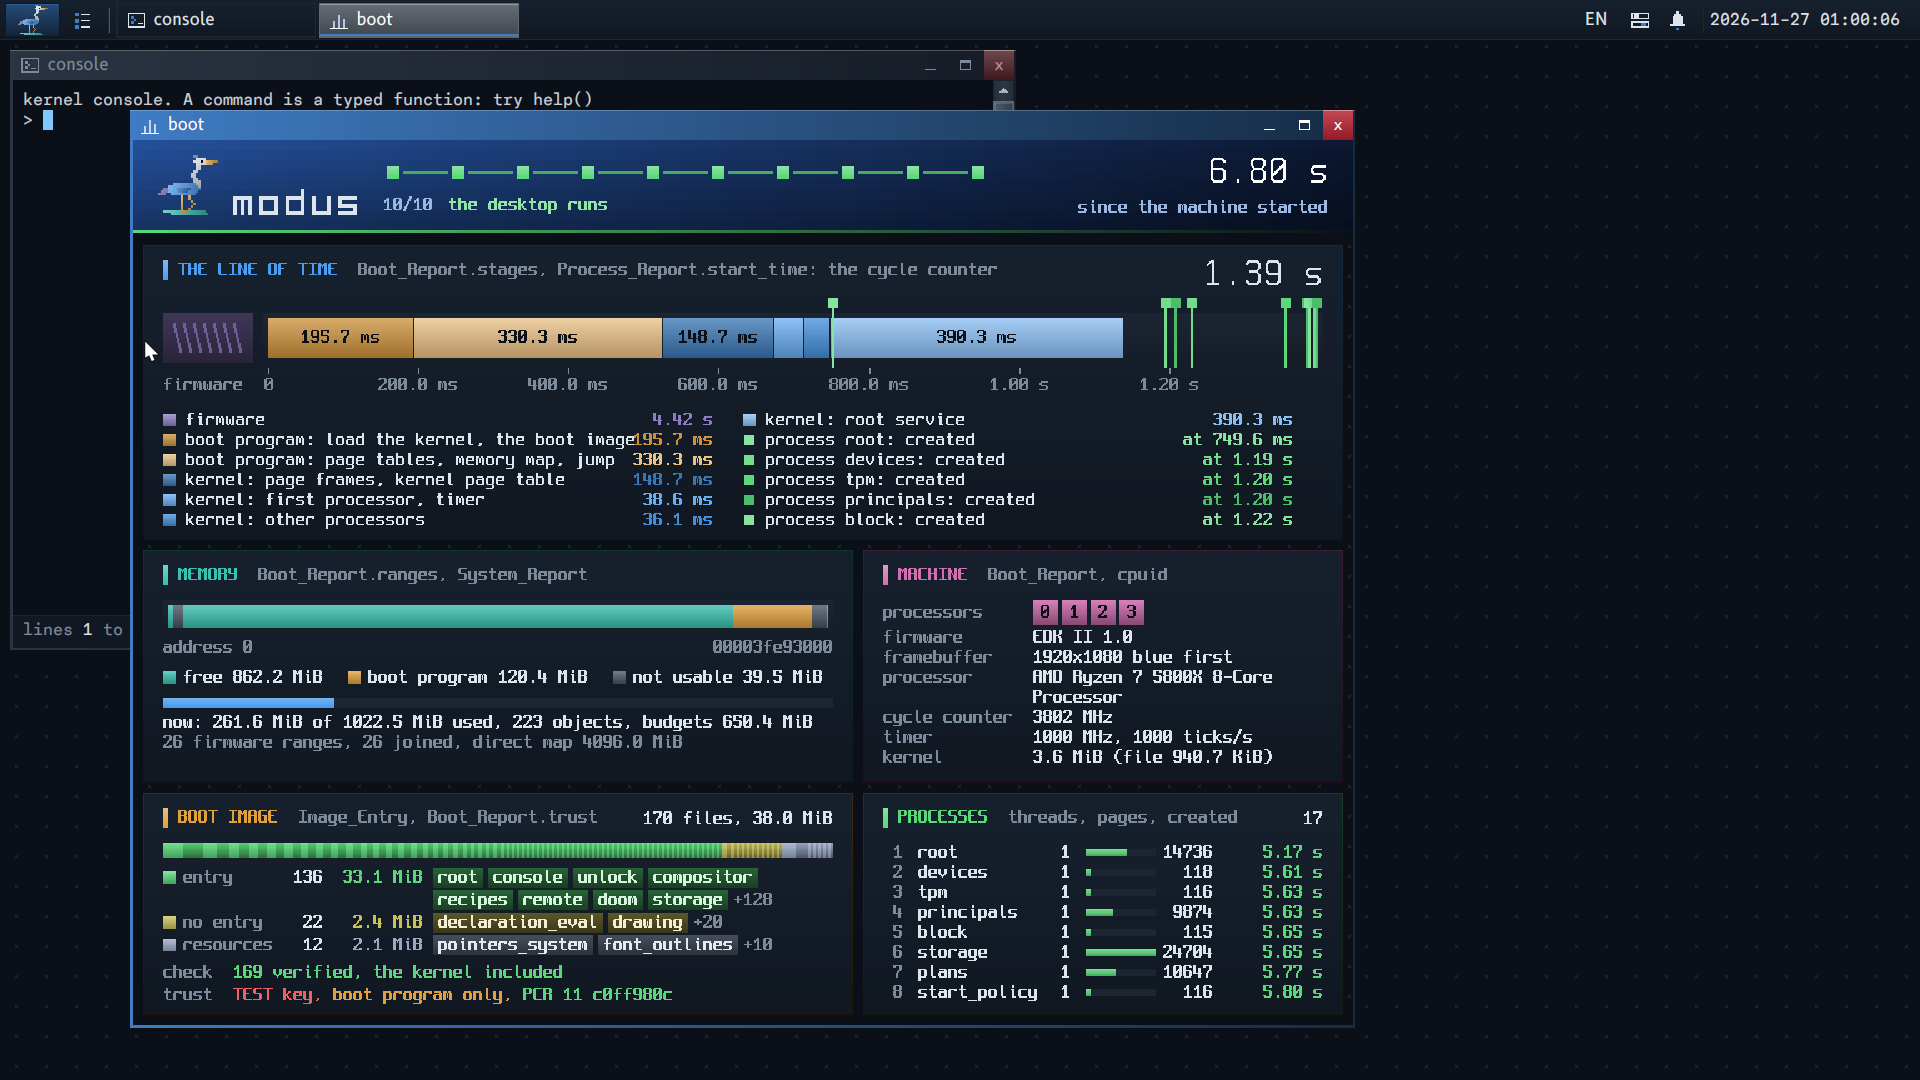 console
boot
EN
2026-11-27 01:00:06
console
kernel console. A command is a typed function: try help()
>
lines 1 to
boot
modus
10/10 the desktop runs
6.80 s
since the machine started
THE LINE OF TIME Boot_Report.stages, Process_Report.start_time: the cycle counter
1.39 s
195.7 ms 330.3 ms 148.7 ms 390.3 ms
firmware 0 200.0 ms 400.0 ms 600.0 ms 800.0 ms 1.00 s 1.20 s
firmware 4.42 s
boot program: load the kernel, the boot image 195.7 ms
boot program: page tables, memory map, jump 330.3 ms
kernel: page frames, kernel page table 148.7 ms
kernel: first processor, timer 38.6 ms
kernel: other processors 36.1 ms
kernel: root service 390.3 ms
process root: created at 749.6 ms
process devices: created at 1.19 s
process tpm: created at 1.20 s
process principals: created at 1.20 s
process block: created at 1.22 s
MEMORY Boot_Report.ranges, System_Report
address 0 00003fe93000
free 862.2 MiB boot program 120.4 MiB not usable 39.5 MiB
now: 261.6 MiB of 1022.5 MiB used, 223 objects, budgets 650.4 MiB
26 firmware ranges, 26 joined, direct map 4096.0 MiB
MACHINE Boot_Report, cpuid
processors 0 1 2 3
firmware EDK II 1.0
framebuffer 1920x1080 blue first
processor AMD Ryzen 7 5800X 8-Core
Processor
cycle counter 3802 MHz
timer 1000 MHz, 1000 ticks/s
kernel 3.6 MiB (file 940.7 KiB)
BOOT IMAGE Image_Entry, Boot_Report.trust 170 files, 38.0 MiB
entry 136 33.1 MiB root console unlock compositor
recipes remote doom storage +128
no entry 22 2.4 MiB declaration_eval drawing +20
resources 12 2.1 MiB pointers_system font_outlines +10
check 169 verified, the kernel included
trust TEST key, boot program only, PCR 11 c0ff980c
PROCESSES threads, pages, created 17
1 root 1 14736 5.17 s
2 devices 1 118 5.61 s
3 tpm 1 116 5.63 s
4 principals 1 9874 5.63 s
5 block 1 115 5.65 s
6 storage 1 24704 5.65 s
7 plans 1 10647 5.77 s
8 start_policy 1 116 5.80 s